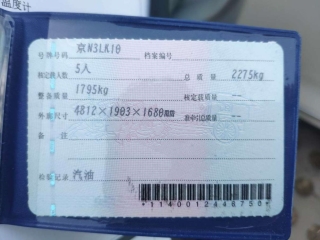 温度计
号牌号码 京N3LK10 档案编号
核定载人数 5人 总质量 2275kg
整备质量 1795kg 核定载质量 --
外廓尺寸 4812×1903×1680mm 准牵引总质量 --
备注
检验记录 汽油
*1140012446750*